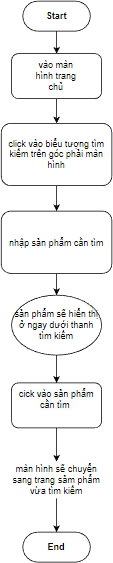 Start
vào màn
hình trang
chủ
click vào biểu tượng tìm
kiếm trên góc phải màn
hình
nhập sản phẩm cần tìm
sản phẩm sẽ hiển thị
ở ngay dưới thanh
tìm kiếm
cick vào sản phẩm
cần tìm
màn hình sẽ chuyển
sang trang sảm phẩm
vừa tìm kiếm
End